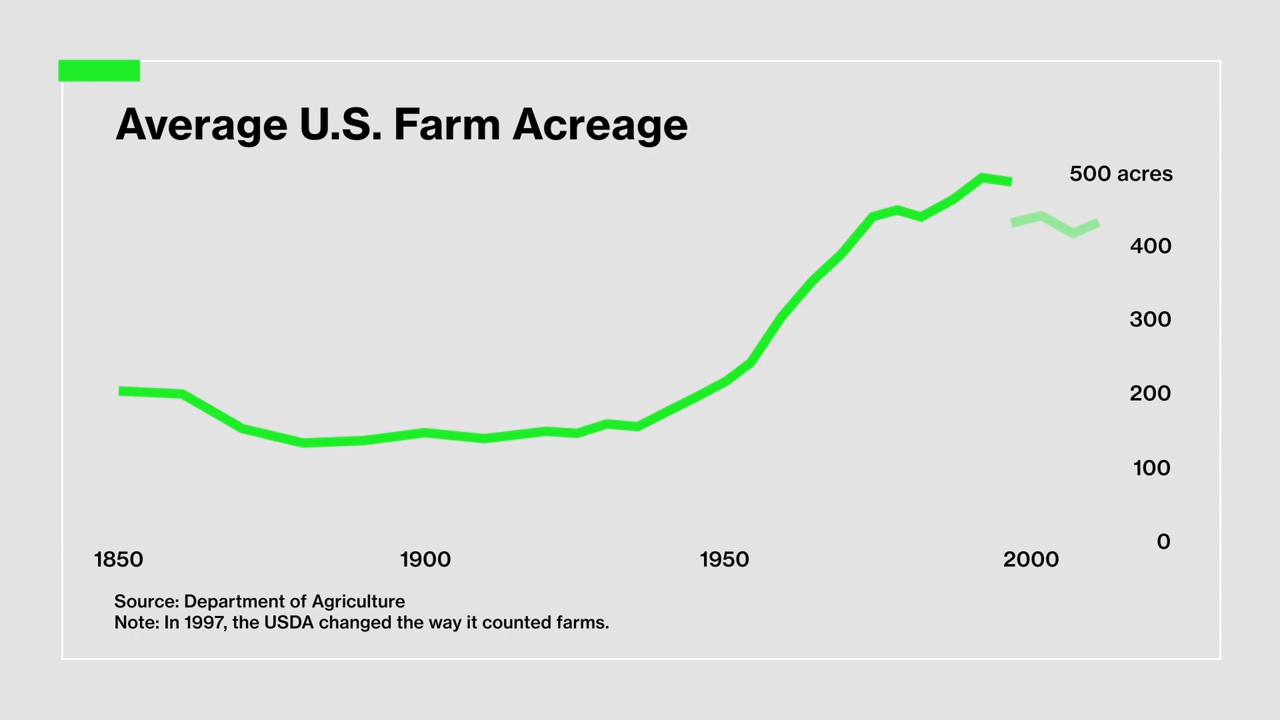 Average U.S. Farm Acreage
500 acres
400
300
200
100
0
1850 1900 1950 2000
Source: Department of Agriculture
Note: In 1997, the USDA changed the way it counted farms.